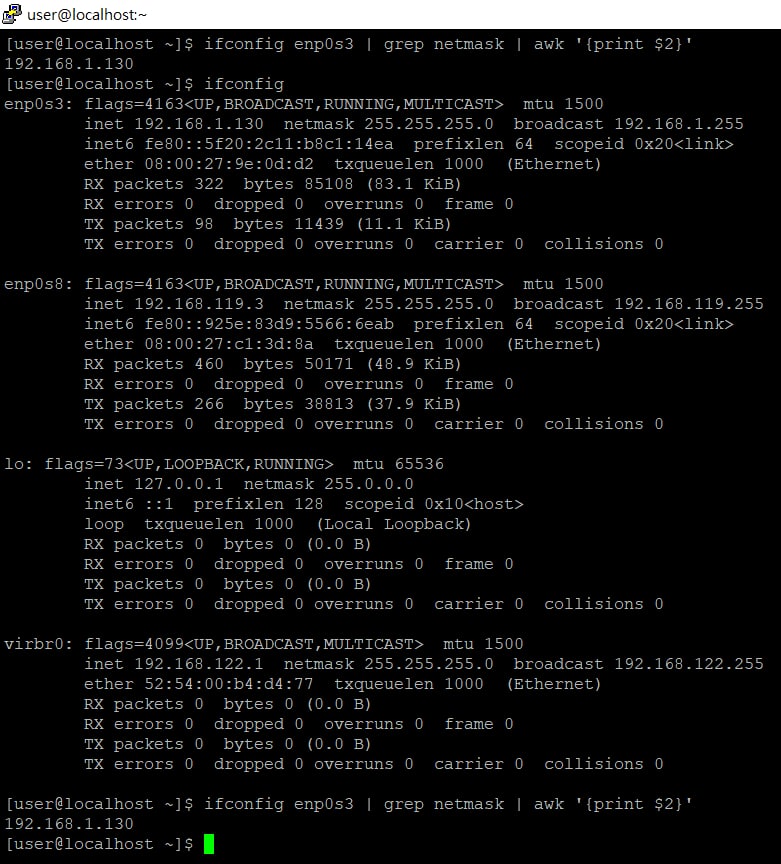 user@localhost:~
[user@localhost ~]$ ifconfig enp0s3 | grep netmask | awk '{print $2}'
192.168.1.130
[user@localhost ~]$ ifconfig
enp0s3: flags=4163<UP,BROADCAST,RUNNING,MULTICAST>  mtu 1500
        inet 192.168.1.130  netmask 255.255.255.0  broadcast 192.168.1.255
        inet6 fe80::5f20:2c11:b8c1:14ea  prefixlen 64  scopeid 0x20<link>
        ether 08:00:27:9e:0d:d2  txqueuelen 1000  (Ethernet)
        RX packets 322  bytes 85108 (83.1 KiB)
        RX errors 0  dropped 0  overruns 0  frame 0
        TX packets 98  bytes 11439 (11.1 KiB)
        TX errors 0  dropped 0 overruns 0  carrier 0  collisions 0

enp0s8: flags=4163<UP,BROADCAST,RUNNING,MULTICAST>  mtu 1500
        inet 192.168.119.3  netmask 255.255.255.0  broadcast 192.168.119.255
        inet6 fe80::925e:83d9:5566:6eab  prefixlen 64  scopeid 0x20<link>
        ether 08:00:27:c1:3d:8a  txqueuelen 1000  (Ethernet)
        RX packets 460  bytes 50171 (48.9 KiB)
        RX errors 0  dropped 0  overruns 0  frame 0
        TX packets 266  bytes 38813 (37.9 KiB)
        TX errors 0  dropped 0 overruns 0  carrier 0  collisions 0

lo: flags=73<UP,LOOPBACK,RUNNING>  mtu 65536
        inet 127.0.0.1  netmask 255.0.0.0
        inet6 ::1  prefixlen 128  scopeid 0x10<host>
        loop  txqueuelen 1000  (Local Loopback)
        RX packets 0  bytes 0 (0.0 B)
        RX errors 0  dropped 0  overruns 0  frame 0
        TX packets 0  bytes 0 (0.0 B)
        TX errors 0  dropped 0 overruns 0  carrier 0  collisions 0

virbr0: flags=4099<UP,BROADCAST,MULTICAST>  mtu 1500
        inet 192.168.122.1  netmask 255.255.255.0  broadcast 192.168.122.255
        ether 52:54:00:b4:d4:77  txqueuelen 1000  (Ethernet)
        RX packets 0  bytes 0 (0.0 B)
        RX errors 0  dropped 0  overruns 0  frame 0
        TX packets 0  bytes 0 (0.0 B)
        TX errors 0  dropped 0 overruns 0  carrier 0  collisions 0

[user@localhost ~]$ ifconfig enp0s3 | grep netmask | awk '{print $2}'
192.168.1.130
[user@localhost ~]$